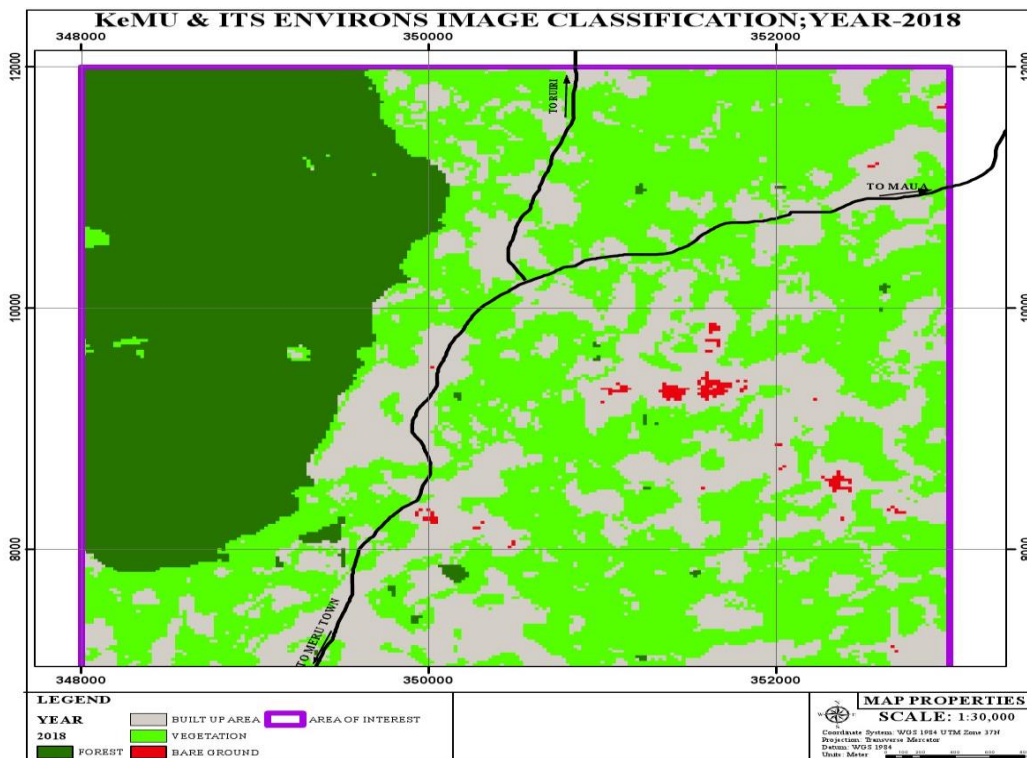 KeMU & ITS ENVIRONS IMAGE CLASSIFICATION;YEAR-2018
348000 350000 352000
12000 12000
TO RUIRI
TO MAUA
10000 10000
8000 8000
TO MERU TOWN
348000 350000 352000
LEGEND
YEAR
2018
FOREST
BUILT UP AREA
VEGETATION
BARE GROUND
AREA OF INTEREST
MAP PROPERTIES
SCALE: 1:30,000
Coordinate System: WGS 1984 UTM Zone 37N
Projection: Transverse Mercator
Datum: WGS 1984
Units: Meter